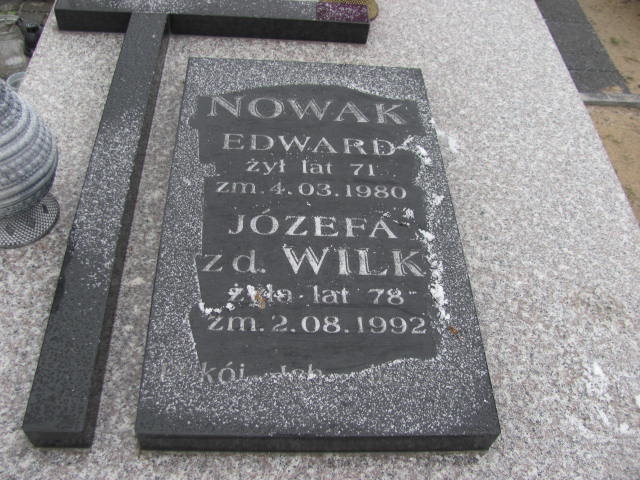 NOWAK
EDWARD
żył lat 71
zm. 4.03.1980
JÓZEFA
z d. WILK
żyła lat 78
zm. 2.08.1992